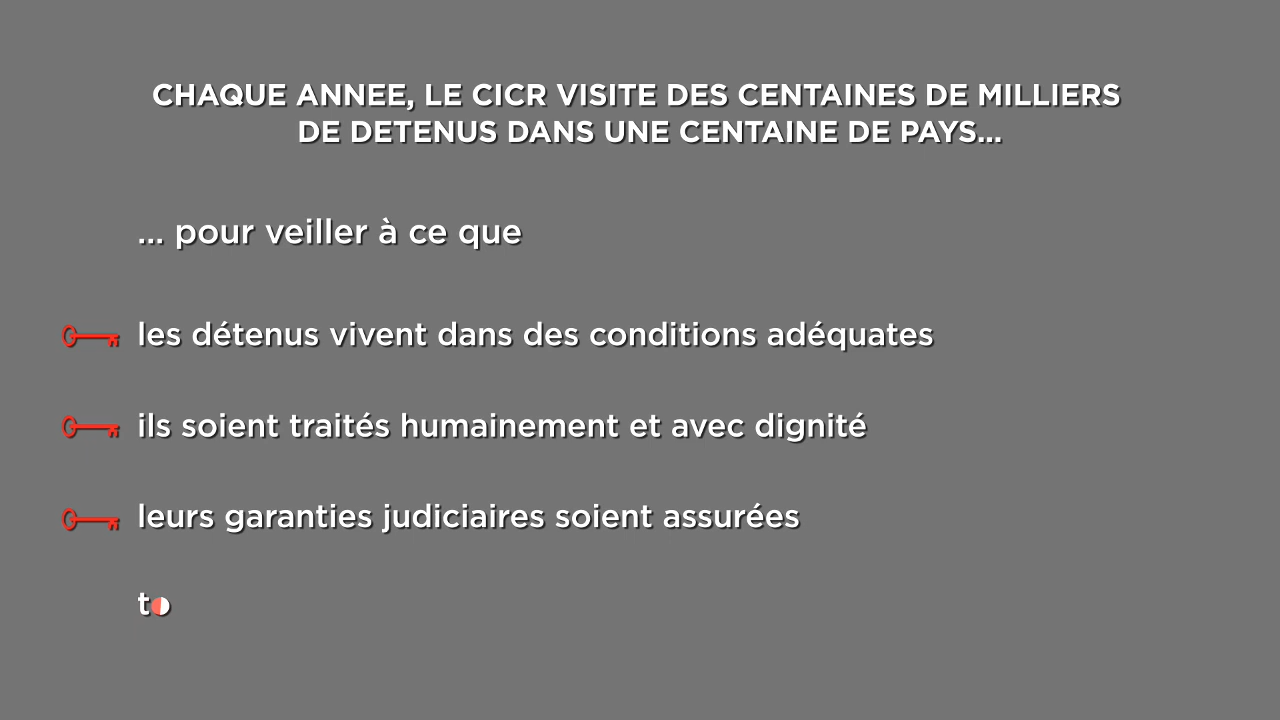 CHAQUE ANNEE, LE CICR VISITE DES CENTAINES DE MILLIERS
DE DETENUS DANS UNE CENTAINE DE PAYS...
... pour veiller à ce que
les détenus vivent dans des conditions adéquates
ils soient traités humainement et avec dignité
leurs garanties judiciaires soient assurées
to